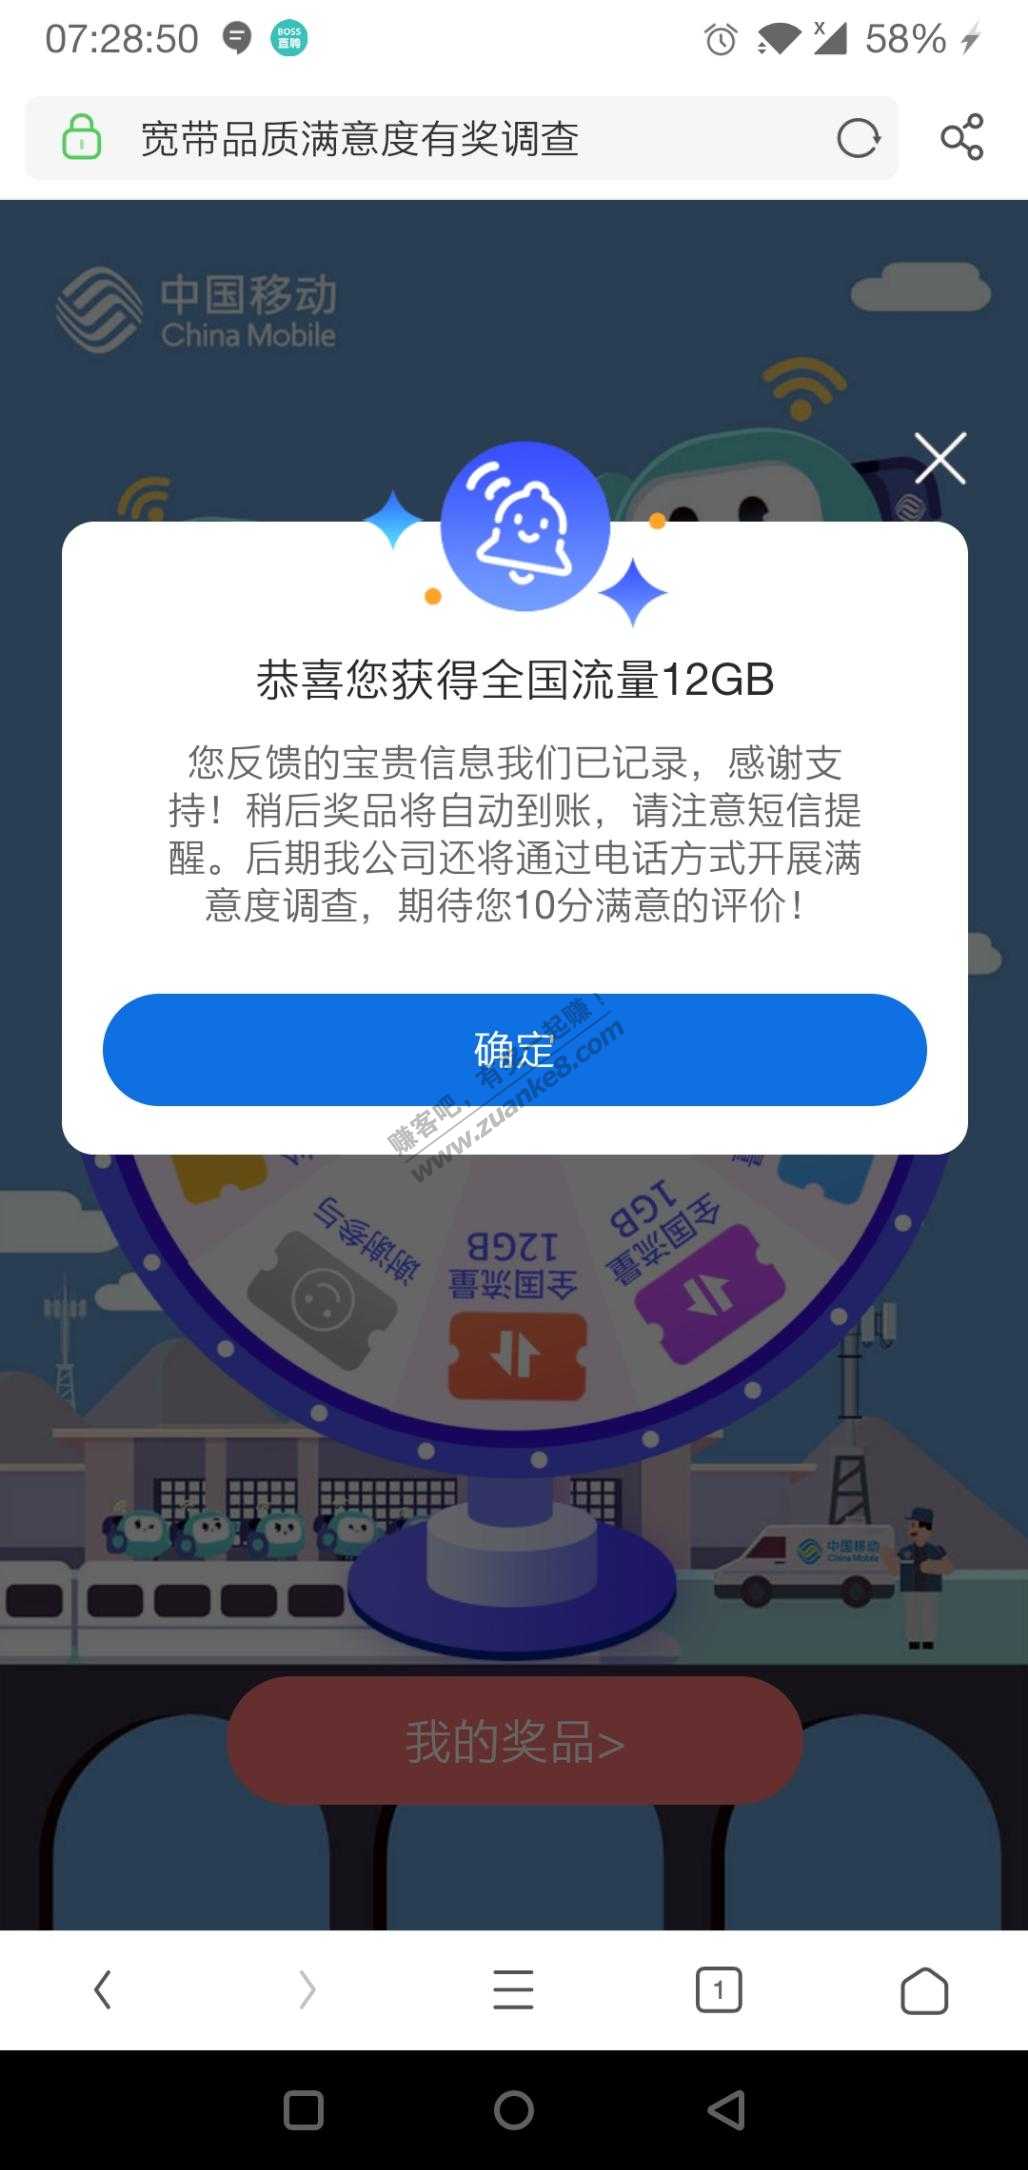 07:28:50
BOSS
直聘
x
58%
宽带品质满意度有奖调查
中国移动
China Mobile
恭喜您获得全国流量12GB
您反馈的宝贵信息我们已记录，感谢支
持！稍后奖品将自动到账，请注意短信提
醒。后期我公司还将通过电话方式开展满
意度调查，期待您10分满意的评价！
确定
赚客吧，有
起赚！
www.zuanke8.com
谢谢参与
全国流量
12GB
全国流量
1GB
中国移动
China Mobile
我的奖品>
1